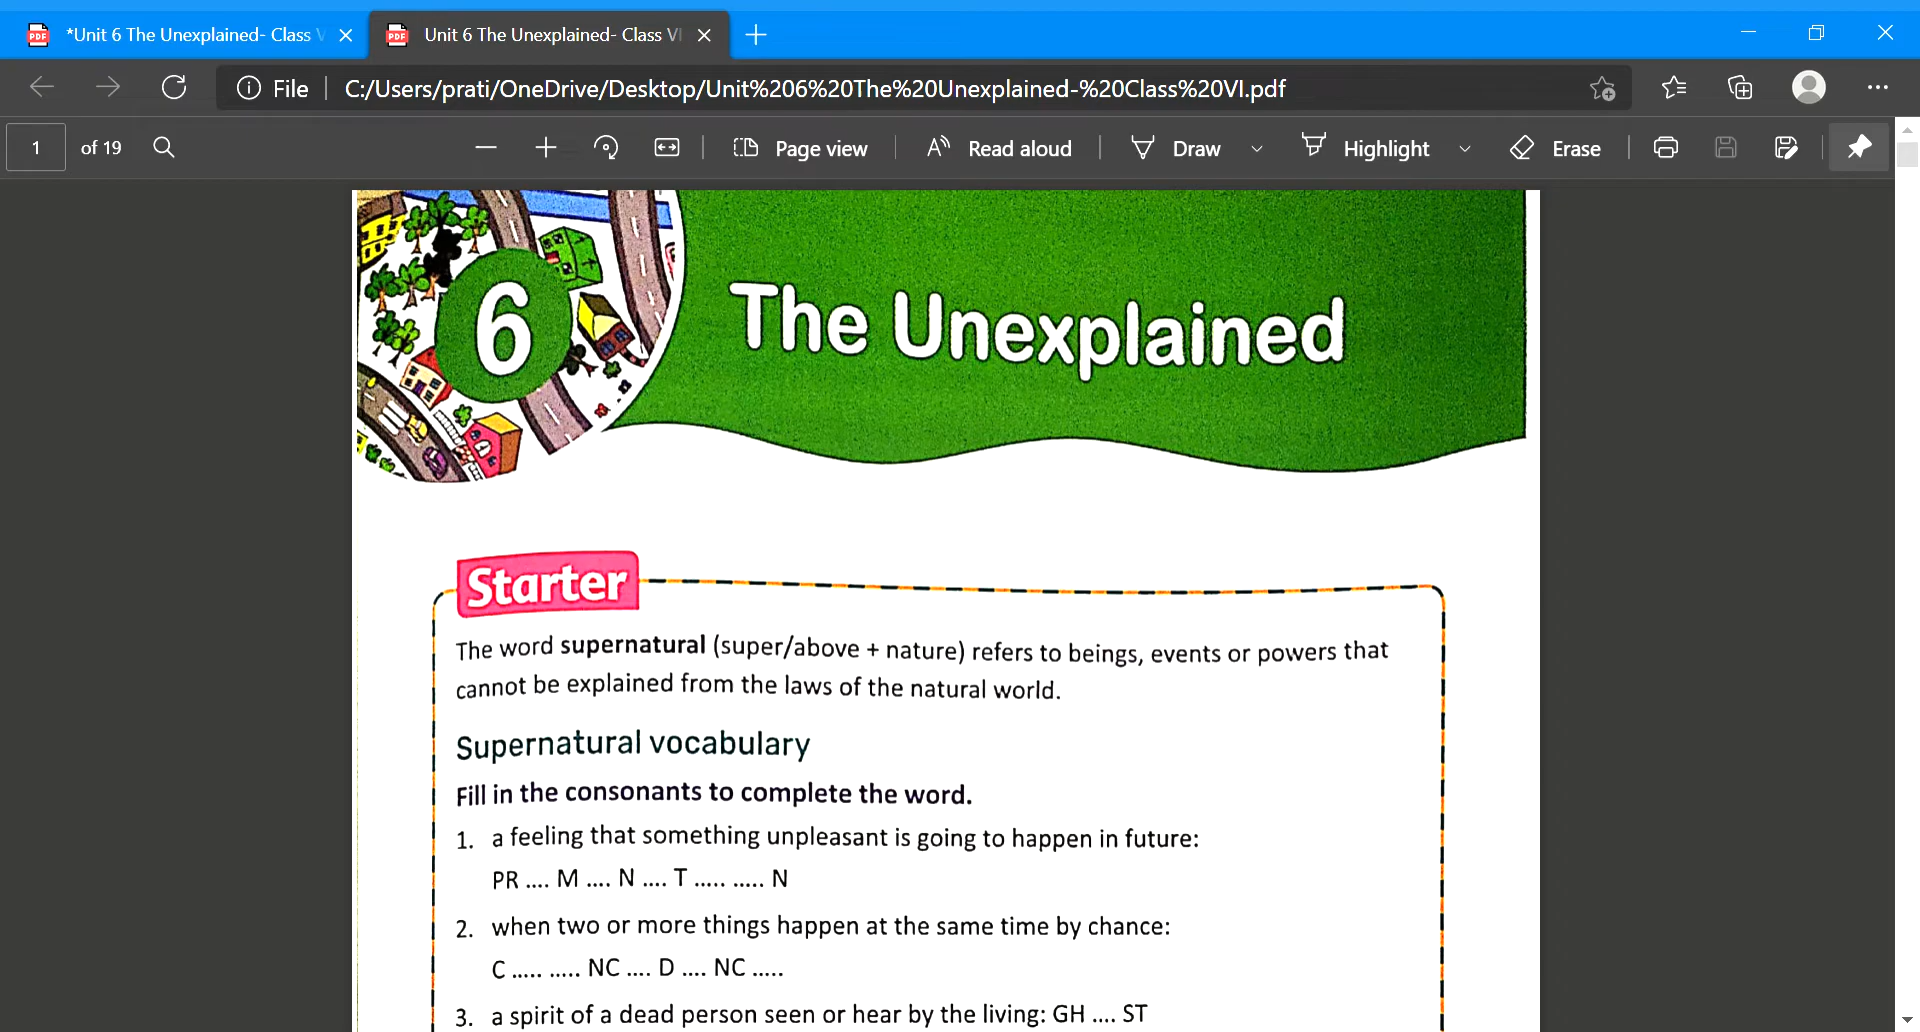 *Unit 6 The Unexplained- Class V
Unit 6 The Unexplained- Class VI
File
C:/Users/prati/OneDrive/Desktop/Unit%206%20The%20Unexplained-%20Class%20VI.pdf
1 of 19
Page view
Read aloud
Draw
Highlight
Erase
6
The Unexplained
Starter
The word supernatural (super/above + nature) refers to beings, events or powers that
cannot be explained from the laws of the natural world.
Supernatural vocabulary
Fill in the consonants to complete the word.
1. a feeling that something unpleasant is going to happen in future:
PR .... M .... N .... T ..... ..... N
2. when two or more things happen at the same time by chance:
C ..... ..... NC .... D .... NC .....
3. a spirit of a dead person seen or hear by the living: GH .... ST